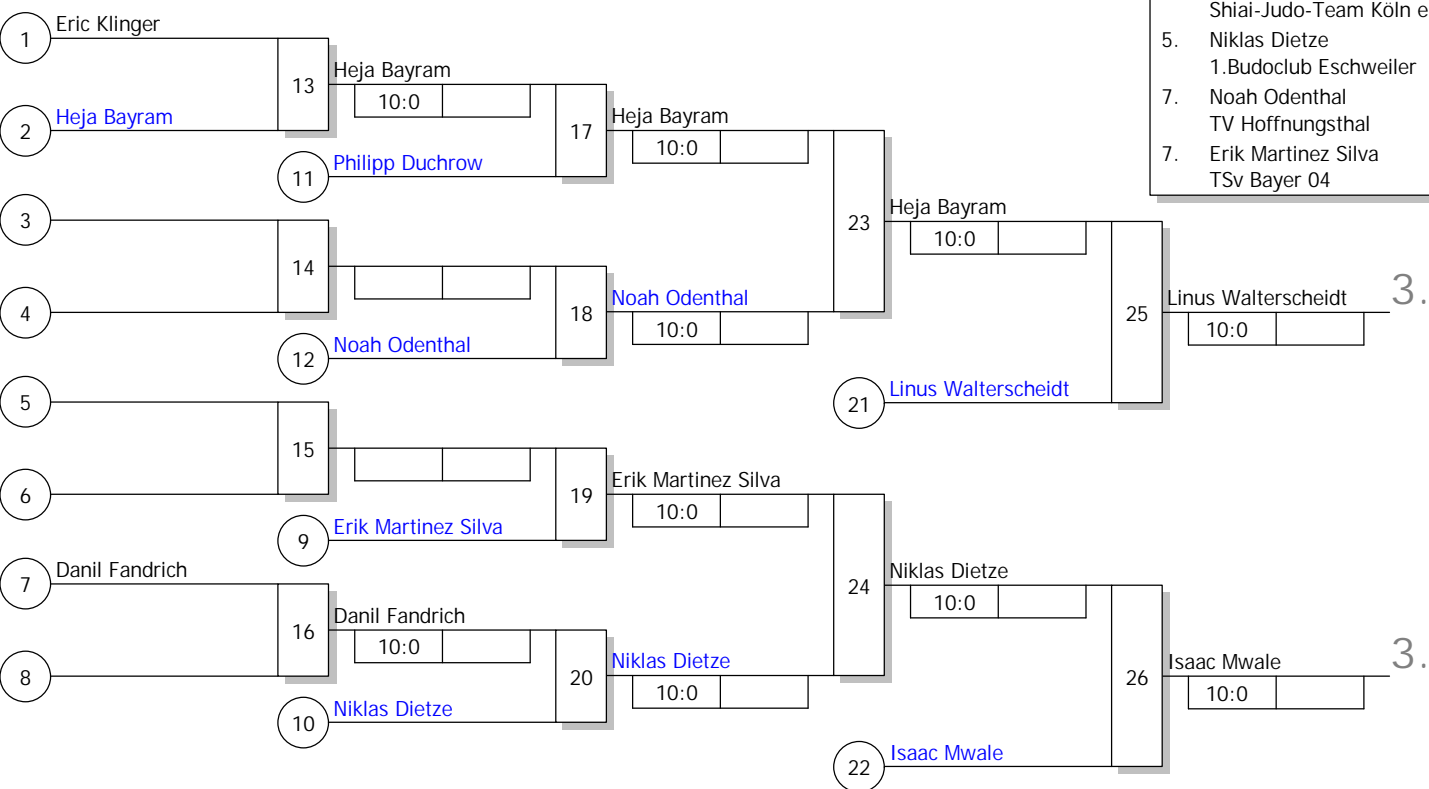 Shiai-Judo-Team Köln e
5. Niklas Dietze
1.Budoclub Eschweiler
7. Noah Odenthal
TV Hoffnungsthal
7. Erik Martinez Silva
TSv Bayer 04
1 Eric Klinger
13 Heja Bayram
10:0
2 Heja Bayram
17 Heja Bayram
10:0
11 Philipp Duchrow
3
14
4
18 Noah Odenthal
10:0
12 Noah Odenthal
23 Heja Bayram
10:0
25 Linus Walterscheidt 3.
10:0
21 Linus Walterscheidt
5
15
6
19 Erik Martinez Silva
10:0
9 Erik Martinez Silva
7 Danil Fandrich
16 Danil Fandrich
10:0
8
20 Niklas Dietze
10:0
10 Niklas Dietze
24 Niklas Dietze
10:0
26 Isaac Mwale 3.
10:0
22 Isaac Mwale